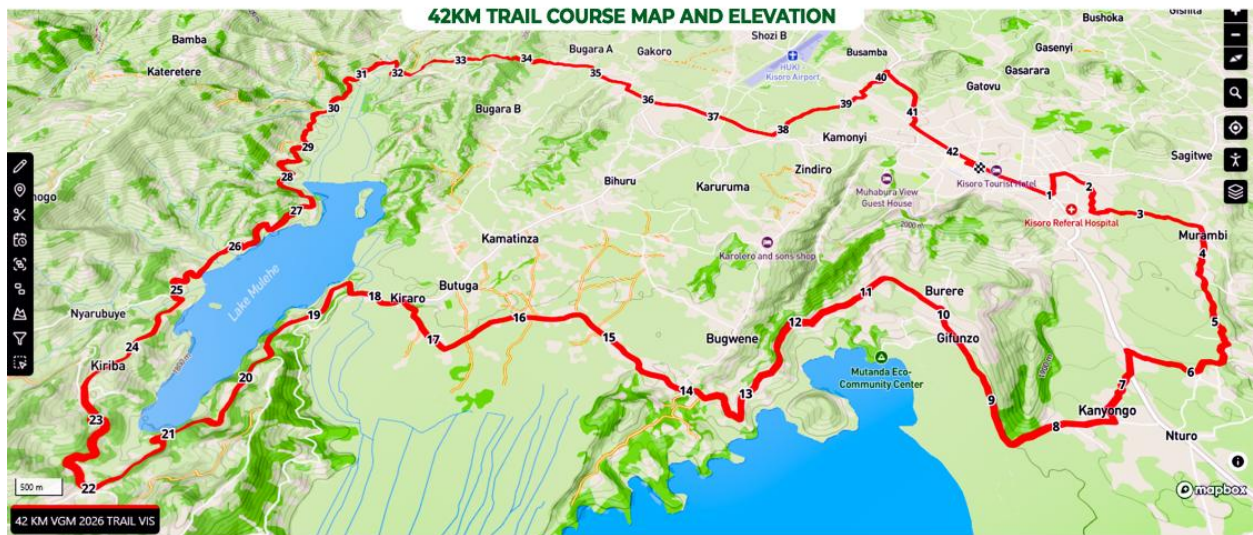 42KM TRAIL COURSE MAP AND ELEVATION
Bamba
Kateretere
Bugara A
Gakoro
Shozi B
HUKI -
Kisoro Airport
Busamba
Bushoka
Gasenyi
Gasarara
Gatovu
Sagitwe
Bugara B
Kamonyi
Zindiro
Bihuru
Karuruma
Muhabura View
Guest House
Kisoro Tourist Hotel
Kisoro Referal Hospital
Murambi
2000 m
Kamatinza
Karolero and sons shop
Lake Mulehe
1800 m
Nyarubuye
Kiriba
Kiraro
Butuga
Bugwene
Burere
Gifunzo
Mutanda Eco-
Community Center
1900m
Kanyongo
Nturo
1
2
3
4
5
6
7
8
9
10
11
12
13
14
15
16
17
18
19
20
21
22
23
24
25
26
27
28
29
30
31
32
33
34
35
36
37
38
39
40
41
42
500 m
42 KM VGM 2026 TRAIL VIS
mapbox